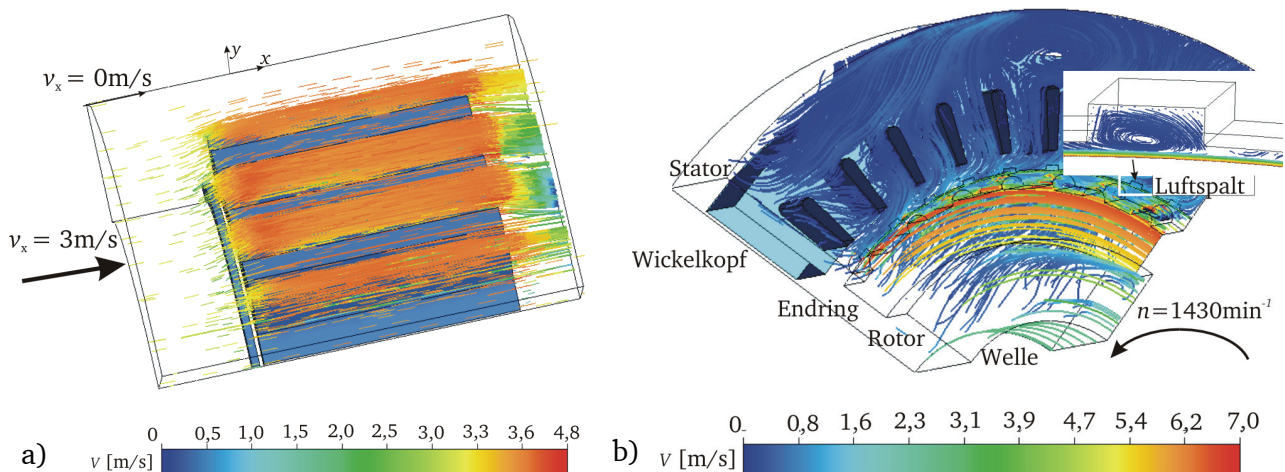 y
x
vx = 0m/s
vx = 3m/s
0 0,5 1,0 1,5 2,0 2,5 3,0 3,3 3,6 4,8
a) V [m/s]
Stator
Luftspalt
Wickelkopf
Endring
n=1430min-1
Rotor
Welle
0 0,8 1,6 2,3 3,1 3,9 4,7 5,4 6,2 7,0
b) V [m/s]